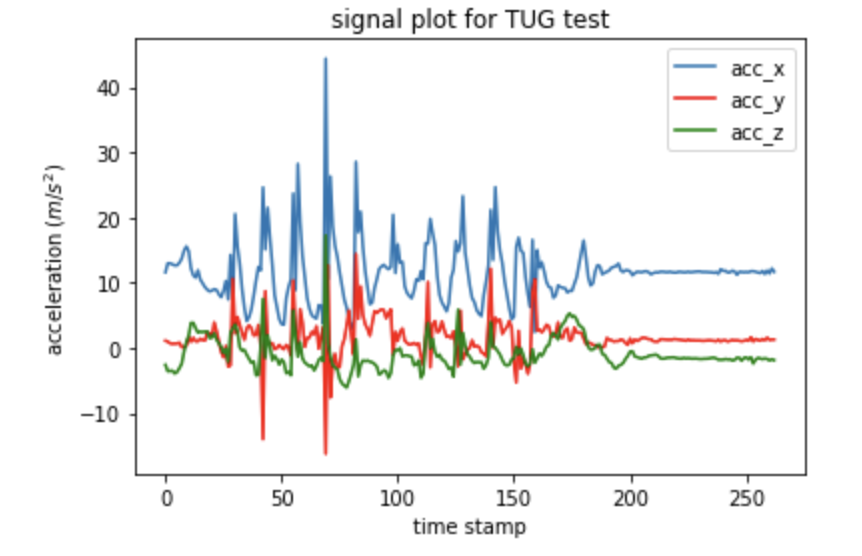 signal plot for TUG test
acc_x
acc_y
acc_z
acceleration (m/s²)
40
30
20
10
0
−10
0 50 100 150 200 250
time stamp